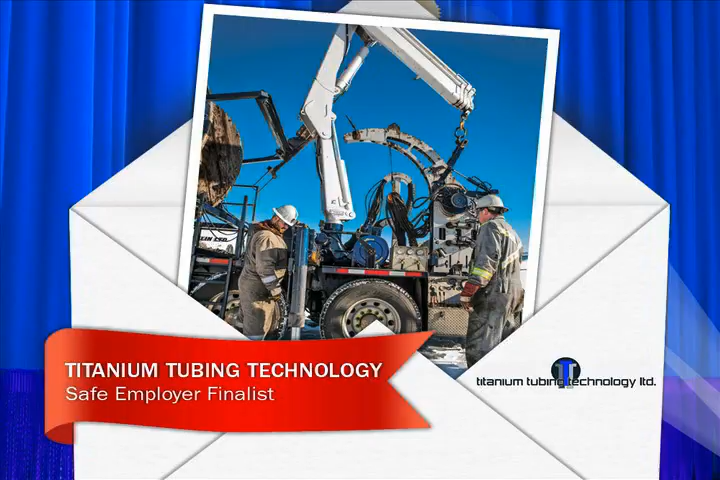 TITANIUM TUBING TECHNOLOGY
Safe Employer Finalist
titanium tubing technology ltd.